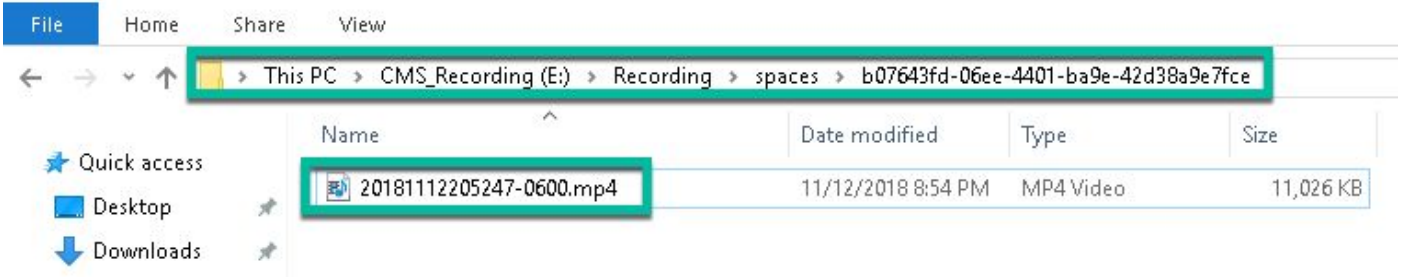 File Home Share View
This PC > CMS_Recording (E:) > Recording > spaces > b07643fd-06ee-4401-ba9e-42d38a9e7fce
Name Date modified Type Size
Quick access
20181112205247-0600.mp4 11/12/2018 8:54 PM MP4 Video 11,026 KB
Desktop
Downloads